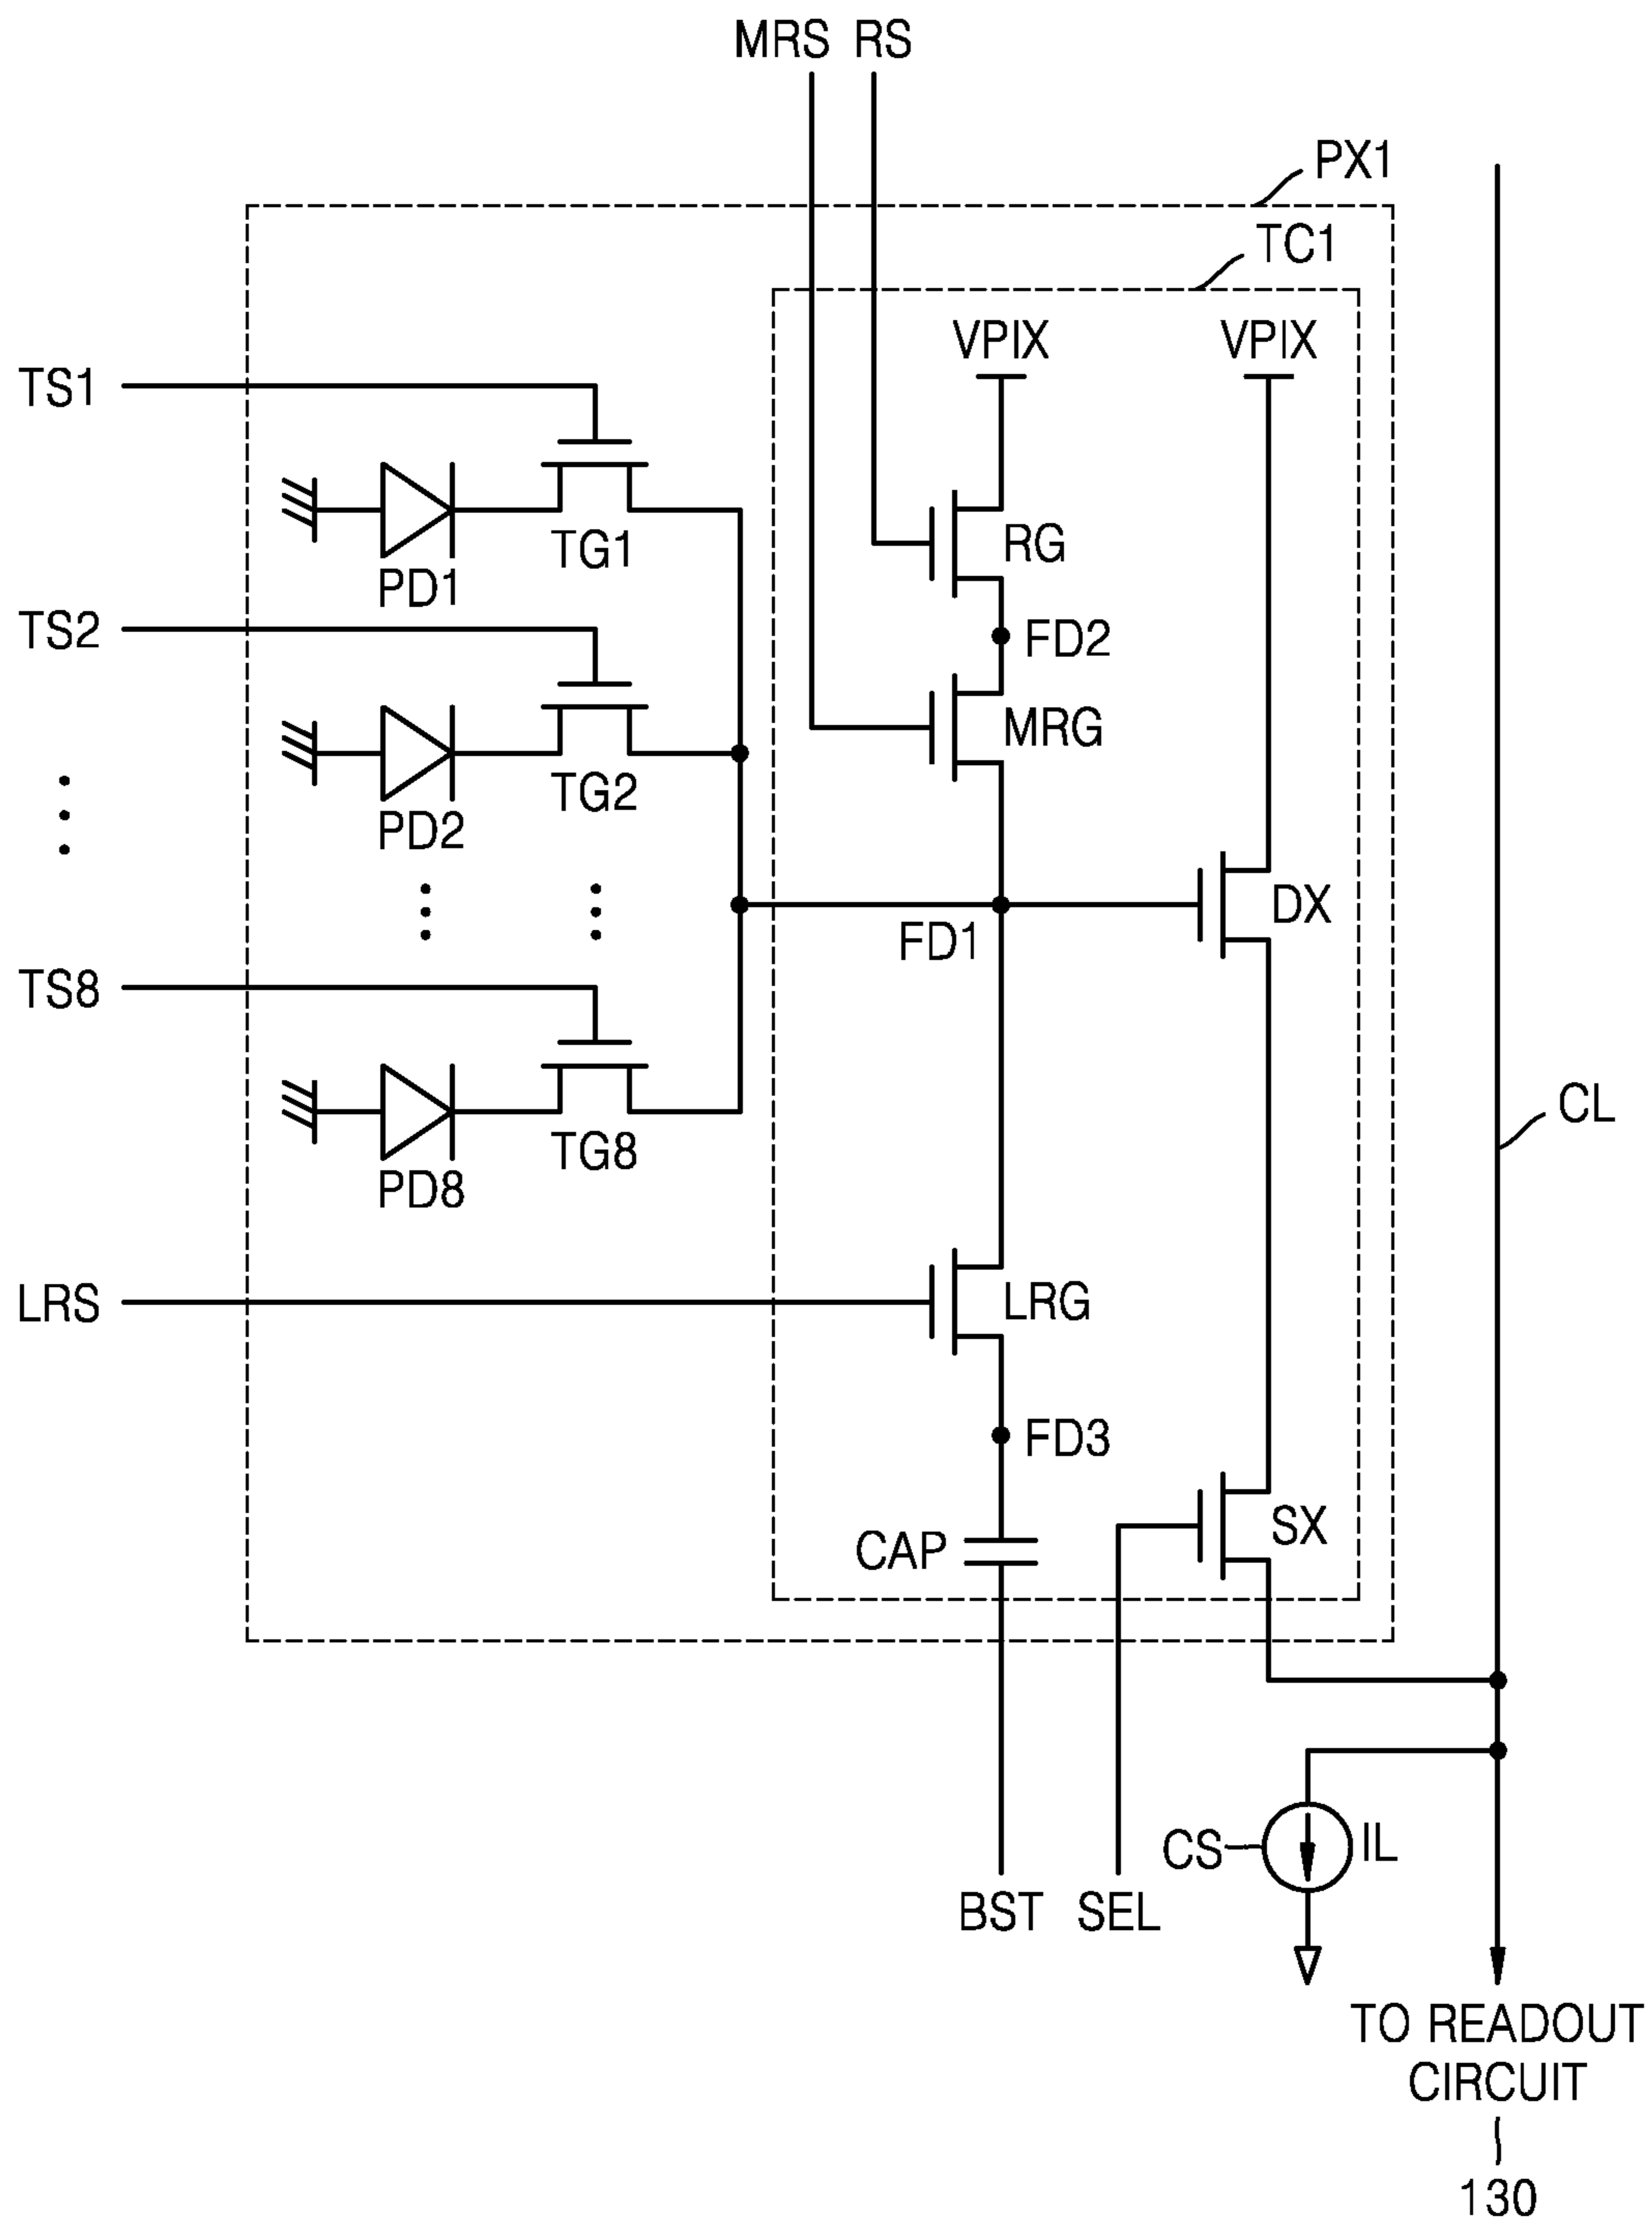 MRS RS
PX1
TC1
VPIX VPIX
TS1
RG
TG1
PD1
TS2
FD2
MRG
TG2
PD2
DX
FD1
TS8
CL
TG8
PD8
LRS
LRG
FD3
SX
CAP
CS IL
BST SEL
TO READOUT
CIRCUIT
130